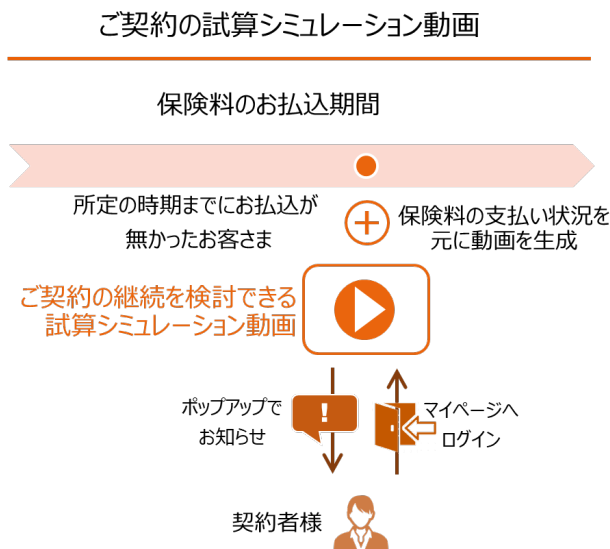 ご契約の試算シミュレーション動画
保険料のお払込期間
所定の時期までにお払込が
無かったお客さま
保険料の支払い状況を
元に動画を生成
ご契約の継続を検討できる
試算シミュレーション動画
ポップアップで
お知らせ
!
マイページへ
ログイン
契約者様